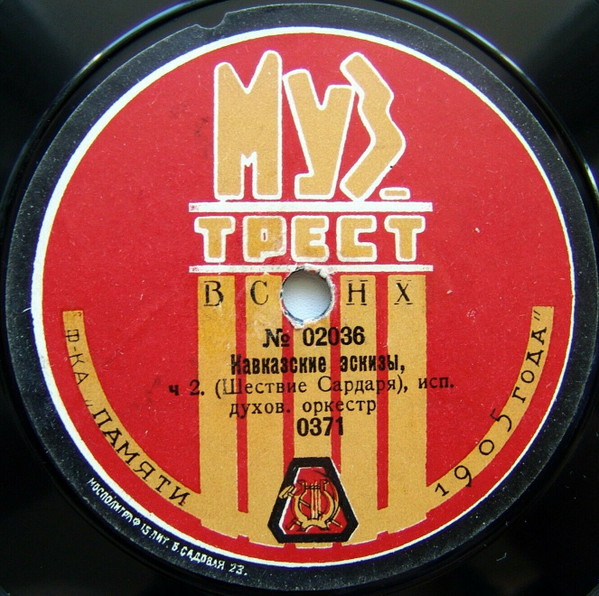 МУЗ-
ТРЕСТ
ВСНХ
№ 02036
Кавказские эскизы,
ч 2. (Шествие Сардаря), исп.
духов. оркестр
0371
Ф-КА „ПАМЯТИ 1905 ГОДА"
МОСПОЛИГРАФ 15 ЛИТ. Б. САДОВАЯ 23.